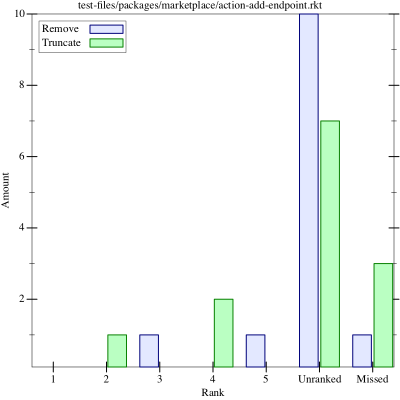 test-files/packages/marketplace/action-add-endpoint.rkt
10
Remove
Truncate
8
6
4
2
Amount
1 2 3 4 5 Unranked Missed
Rank